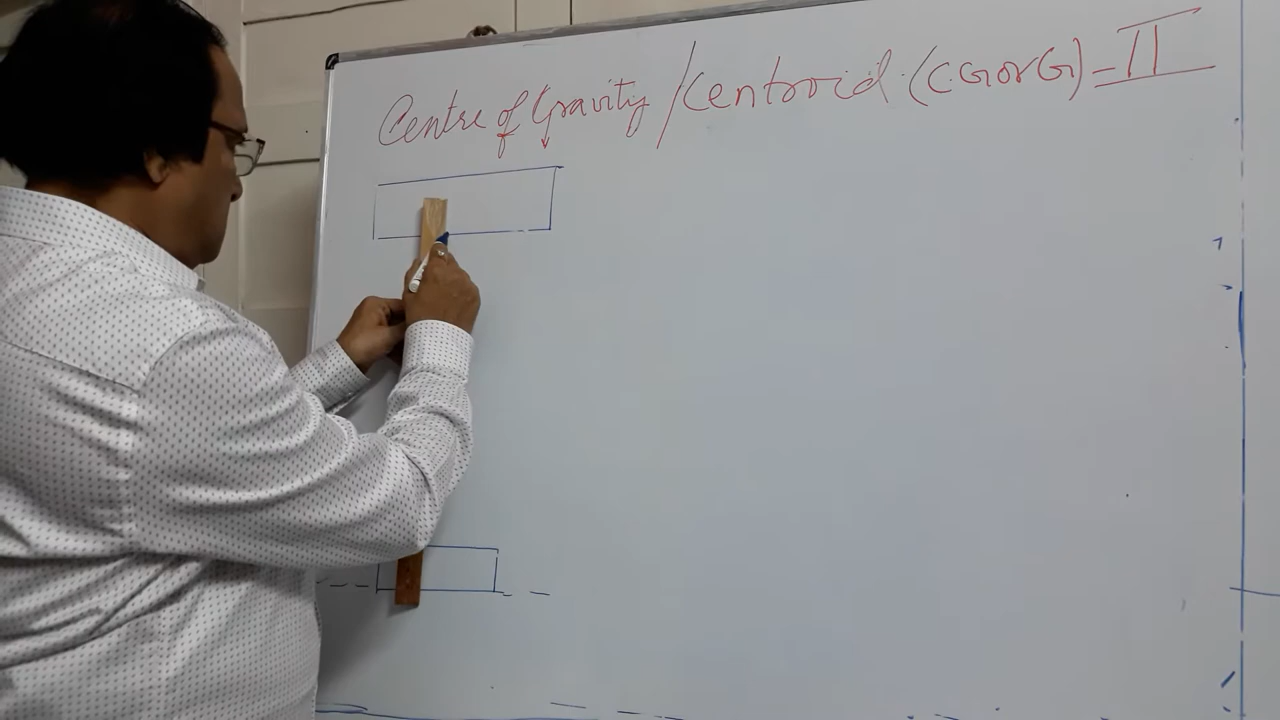 Centre of Gravity / Centroid (C.G or G) - II